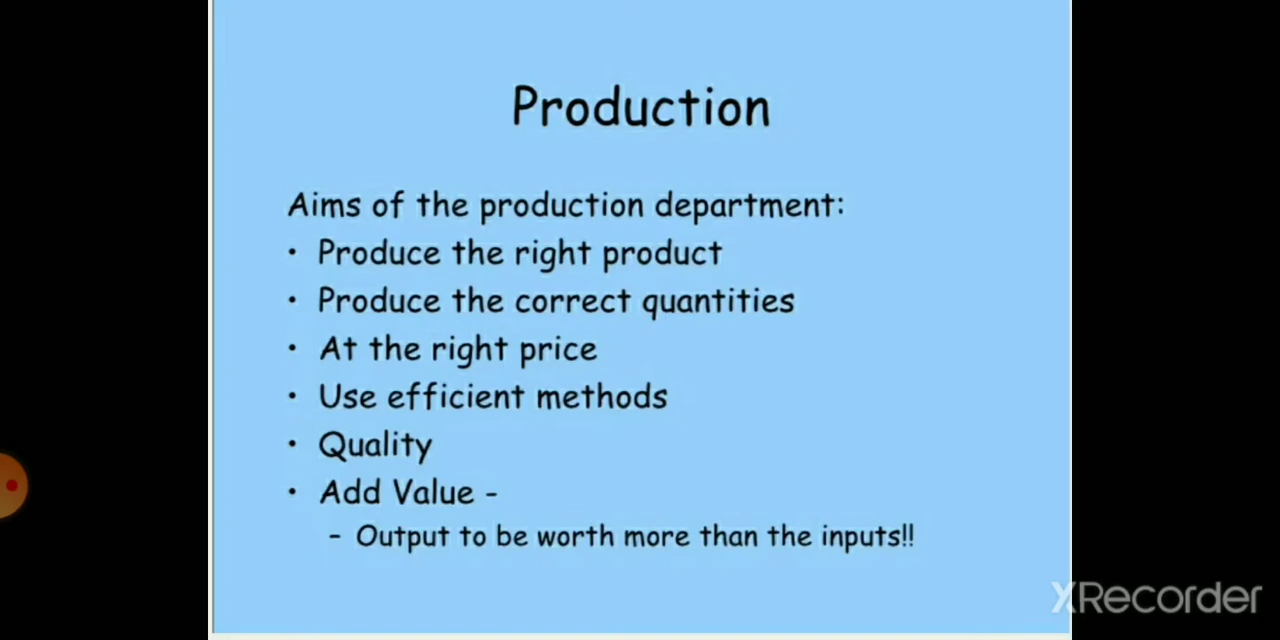 Production
Aims of the production department:
• Produce the right product
• Produce the correct quantities
• At the right price
• Use efficient methods
• Quality
• Add Value -
– Output to be worth more than the inputs!!
XRecorder